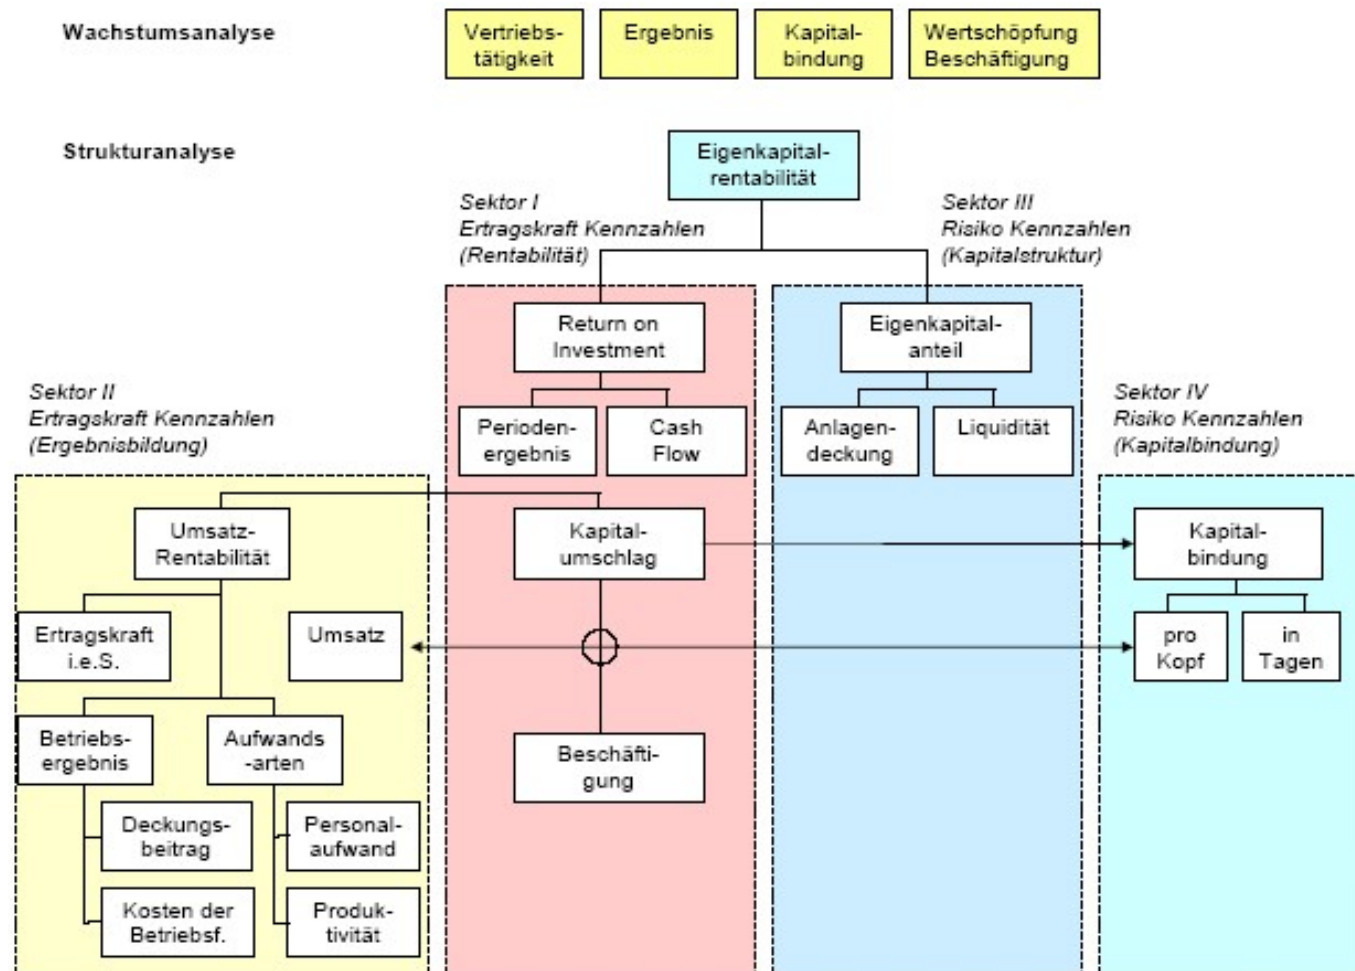 Wachstumsanalyse
Vertriebs-
tätigkeit
Ergebnis
Kapital-
bindung
Wertschöpfung
Beschäftigung
Strukturanalyse
Eigenkapital-
rentabilität
Sektor I
Ertragskraft Kennzahlen
(Rentabilität)
Sektor III
Risiko Kennzahlen
(Kapitalstruktur)
Return on
Investment
Eigenkapital-
anteil
Sektor II
Ertragskraft Kennzahlen
(Ergebnisbildung)
Perioden-
ergebnis
Cash
Flow
Anlagen-
deckung
Liquidität
Sektor IV
Risiko Kennzahlen
(Kapitalbindung)
Umsatz-
Rentabilität
Kapital-
umschlag
Kapital-
bindung
Ertragskraft
i.e.S.
Umsatz
pro
Kopf
in
Tagen
Betriebs-
ergebnis
Aufwands
-arten
Beschäfti-
gung
Deckungs-
beitrag
Personal-
aufwand
Kosten der
Betriebsf.
Produk-
tivität